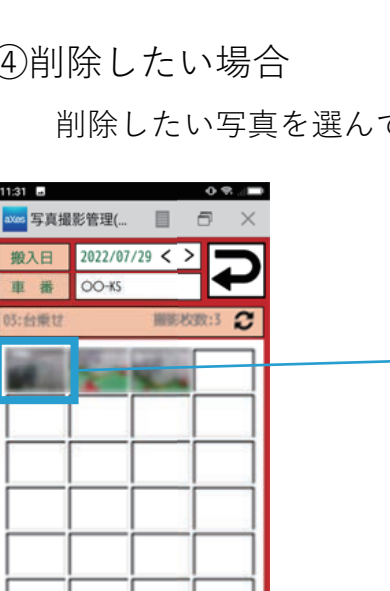 ④削除したい場合
削除したい写真を選んで
11:31
axes 写真撮影管理(...
搬入日 2022/07/29 < >
車 番 〇〇-KS
03:台乗せ 撮影枚数:3